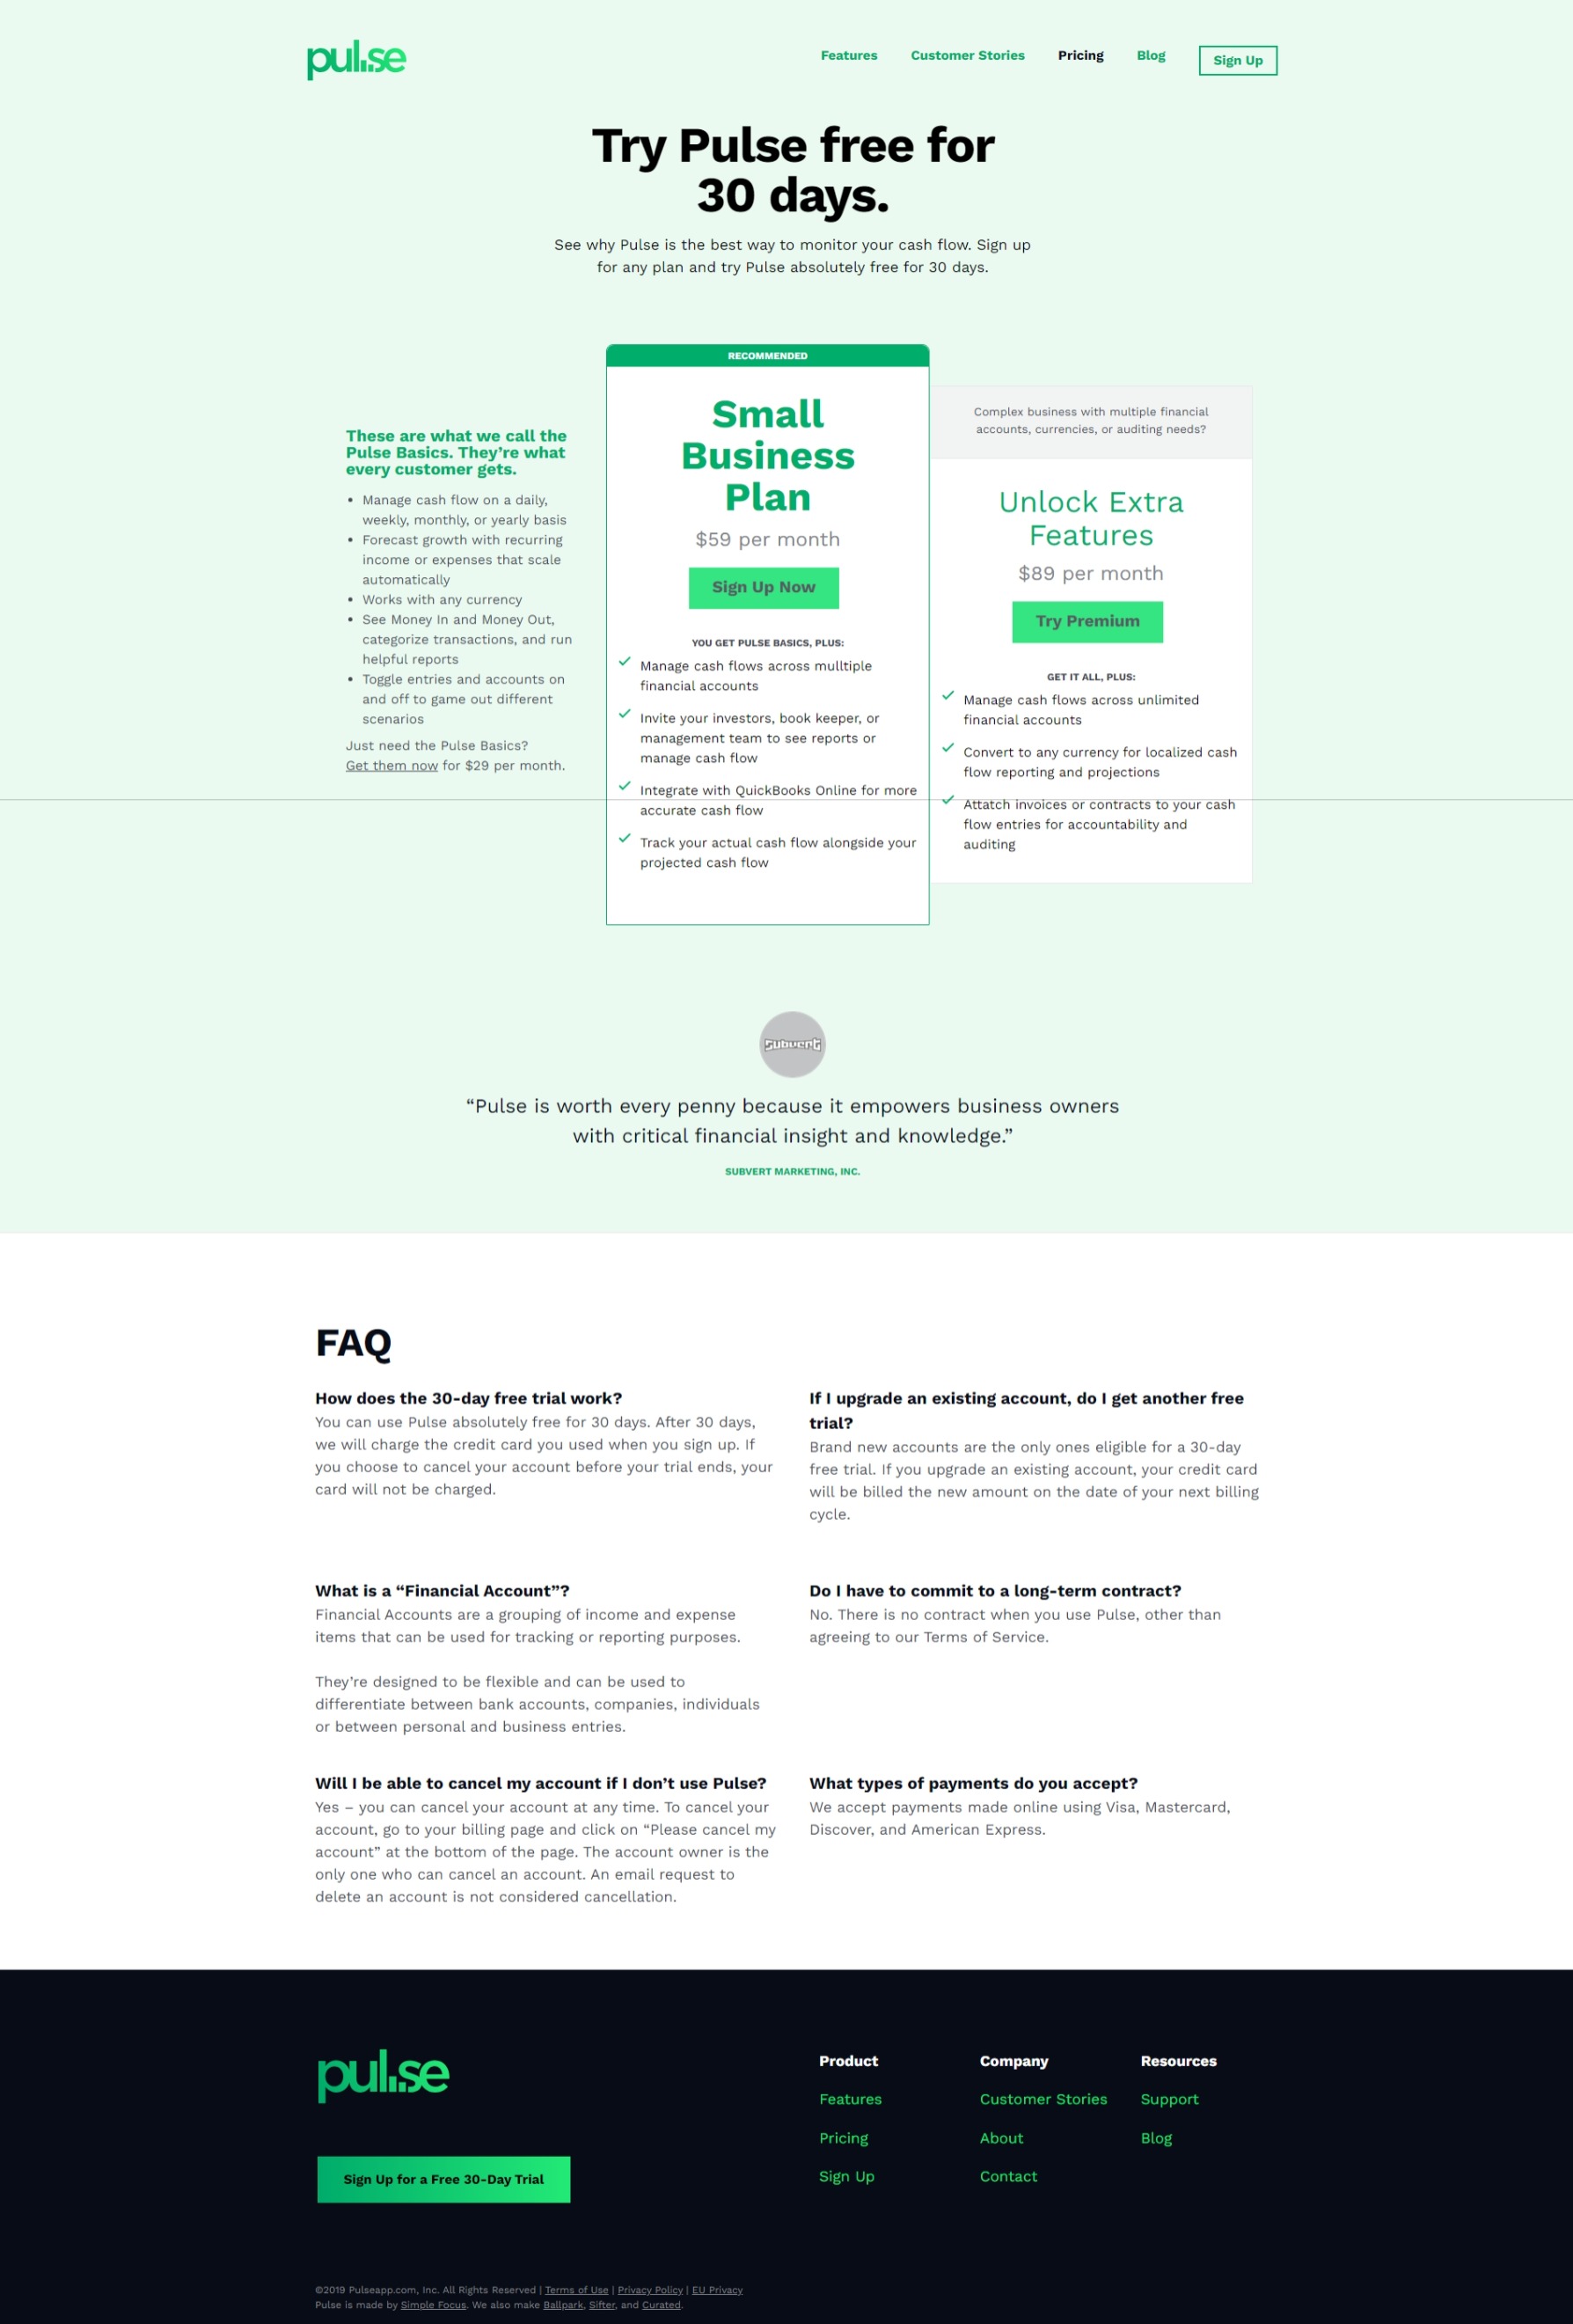 pulse
Features
Customer Stories
Pricing
Blog
Sign Up
Try Pulse free for
30 days.
See why Pulse is the best way to monitor your cash flow. Sign up
for any plan and try Pulse absolutely free for 30 days.
These are what we call the
Pulse Basics. They’re what
every customer gets.
• Manage cash flow on a daily,
weekly, monthly, or yearly basis
• Forecast growth with recurring
income or expenses that scale
automatically
• Works with any currency
• See Money In and Money Out,
categorize transactions, and run
helpful reports
• Toggle entries and accounts on
and off to game out different
scenarios
Just need the Pulse Basics?
Get them now for $29 per month.
RECOMMENDED
Small
Business
Plan
$59 per month
Sign Up Now
YOU GET PULSE BASICS, PLUS:
Manage cash flows across mulltiple
financial accounts
Invite your investors, book keeper, or
management team to see reports or
manage cash flow
Integrate with QuickBooks Online for more
accurate cash flow
Track your actual cash flow alongside your
projected cash flow
Complex business with multiple financial
accounts, currencies, or auditing needs?
Unlock Extra
Features
$89 per month
Try Premium
GET IT ALL, PLUS:
Manage cash flows across unlimited
financial accounts
Convert to any currency for localized cash
flow reporting and projections
Attatch invoices or contracts to your cash
flow entries for accountability and
auditing
Subvert
“Pulse is worth every penny because it empowers business owners
with critical financial insight and knowledge.”
SUBVERT MARKETING, INC.
FAQ
How does the 30-day free trial work?
You can use Pulse absolutely free for 30 days. After 30 days,
we will charge the credit card you used when you sign up. If
you choose to cancel your account before your trial ends, your
card will not be charged.
If I upgrade an existing account, do I get another free
trial?
Brand new accounts are the only ones eligible for a 30-day
free trial. If you upgrade an existing account, your credit card
will be billed the new amount on the date of your next billing
cycle.
What is a “Financial Account”?
Financial Accounts are a grouping of income and expense
items that can be used for tracking or reporting purposes.
They’re designed to be flexible and can be used to
differentiate between bank accounts, companies, individuals
or between personal and business entries.
Do I have to commit to a long-term contract?
No. There is no contract when you use Pulse, other than
agreeing to our Terms of Service.
Will I be able to cancel my account if I don’t use Pulse?
Yes – you can cancel your account at any time. To cancel your
account, go to your billing page and click on “Please cancel my
account” at the bottom of the page. The account owner is the
only one who can cancel an account. An email request to
delete an account is not considered cancellation.
What types of payments do you accept?
We accept payments made online using Visa, Mastercard,
Discover, and American Express.
pulse
Sign Up for a Free 30-Day Trial
Product
Features
Pricing
Sign Up
Company
Customer Stories
About
Contact
Resources
Support
Blog
©2019 Pulseapp.com, Inc. All Rights Reserved | Terms of Use | Privacy Policy | EU Privacy
Pulse is made by Simple Focus. We also make Ballpark, Sifter, and Curated.